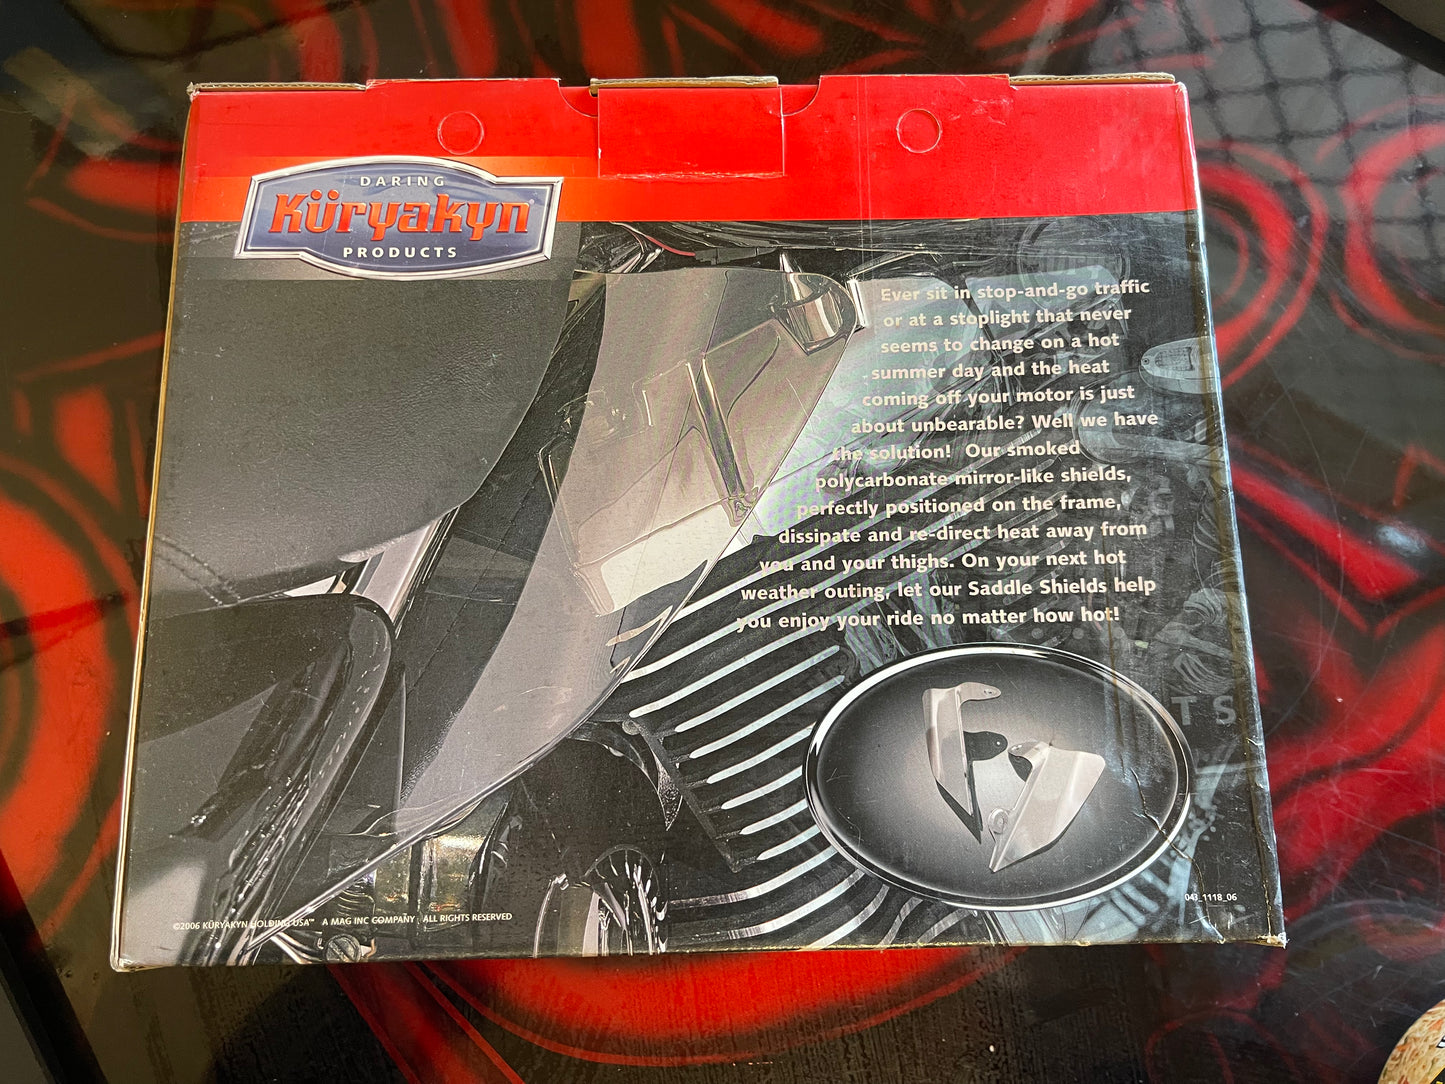 DARING
Küryakyn
PRODUCTS
Ever sit in stop-and-go traffic
or at a stoplight that never
seems to change on a hot
summer day and the heat
coming off your motor is just
about unbearable? Well we have
the solution! Our smoked
polycarbonate mirror-like shields,
perfectly positioned on the frame,
dissipate and re-direct heat away from
you and your thighs. On your next hot
weather outing, let our Saddle Shields help
you enjoy your ride no matter how hot!
TS
©2006 KÜRYAKYN HOLDING USA™ A MAG INC COMPANY ALL RIGHTS RESERVED
043_1118_06